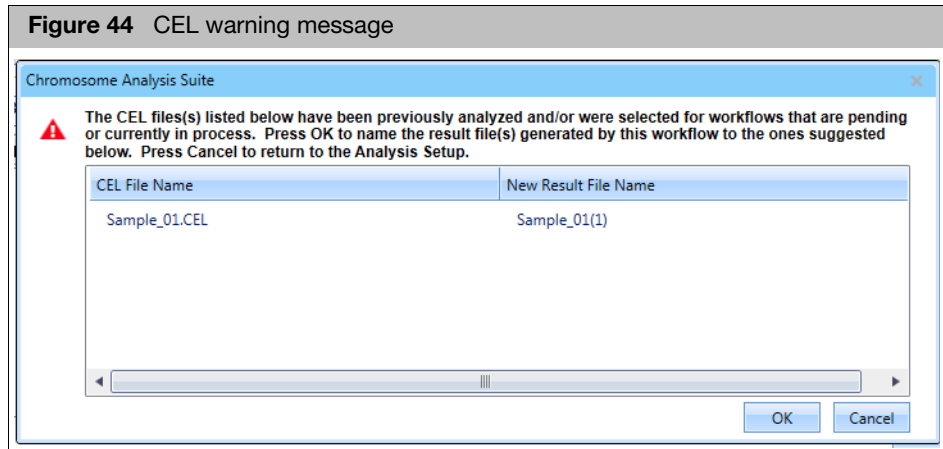 Figure 44 CEL warning message
Chromosome Analysis Suite
The CEL files(s) listed below have been previously analyzed and/or were selected for workflows that are pending
or currently in process. Press OK to name the result file(s) generated by this workflow to the ones suggested
below. Press Cancel to return to the Analysis Setup.
CEL File Name New Result File Name
Sample_01.CEL Sample_01(1)
OK Cancel